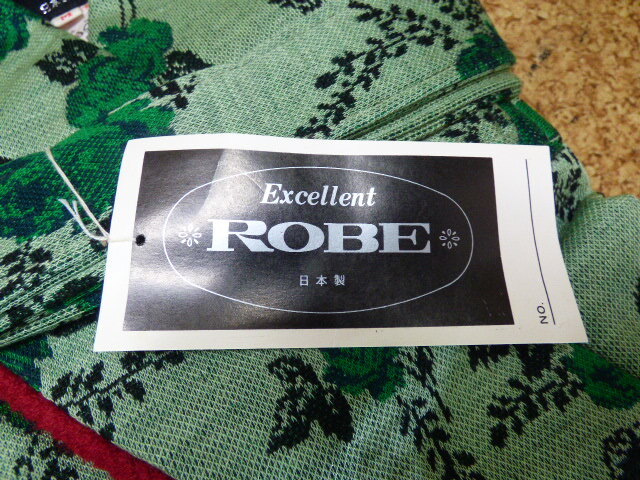 Excellent
ROBE
日本製
NO.